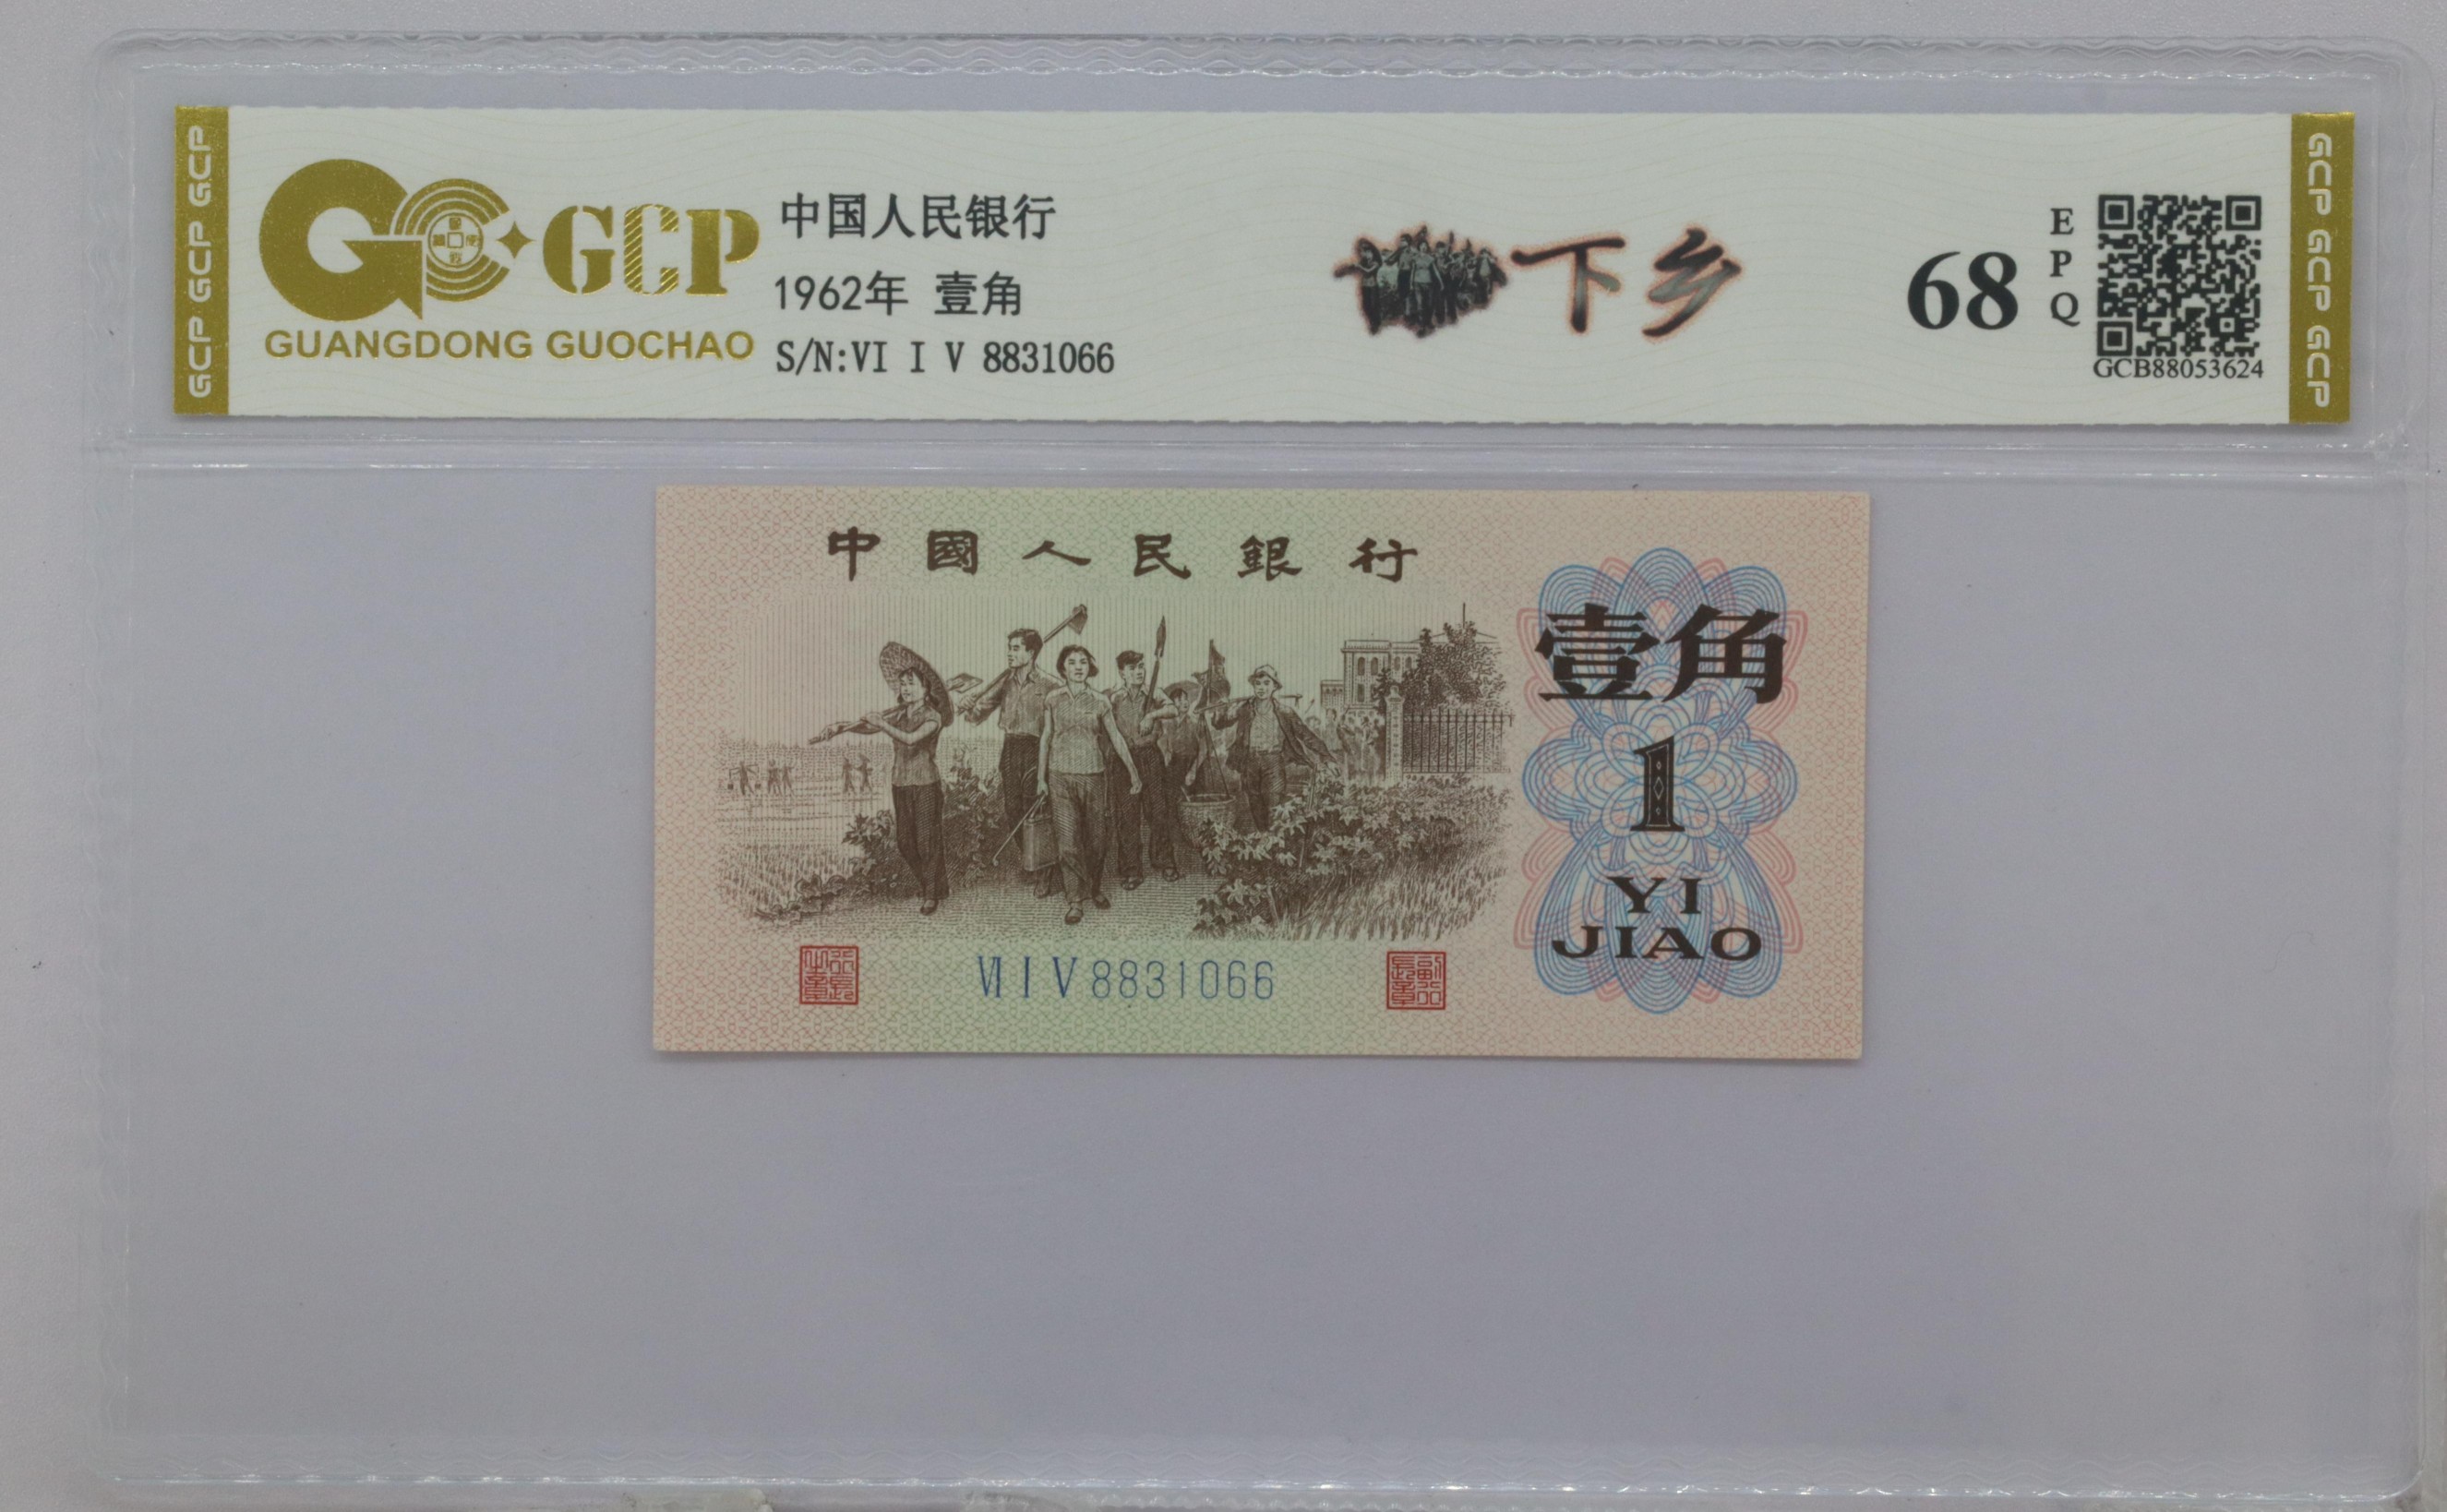 GCP GCP GCP
GCP
GUANGDONG GUOCHAO
中国人民银行
1962年 壹角
S/N:VI I V 8831066
下乡
68
EPQ
GCB88053624
GCP GCP GCP
中國人民銀行
壹角
1
YI
JIAO
VI I V 8831066